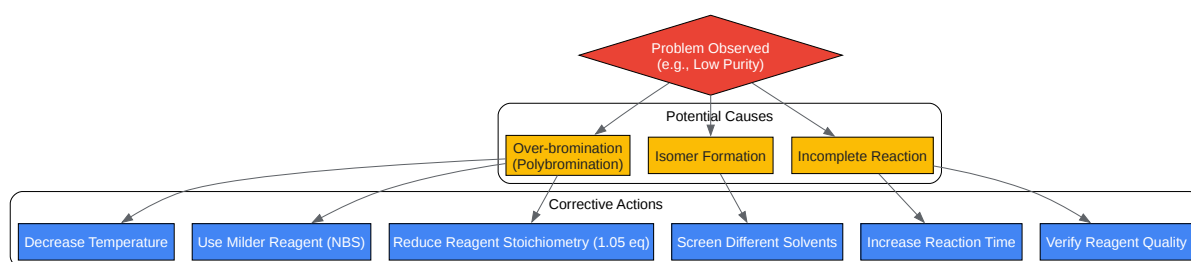 Problem Observed
(e.g., Low Purity)
Potential Causes
Over-bromination
(Polybromination)
Isomer Formation
Incomplete Reaction
Corrective Actions
Decrease Temperature
Use Milder Reagent (NBS)
Reduce Reagent Stoichiometry (1.05 eq)
Screen Different Solvents
Increase Reaction Time
Verify Reagent Quality